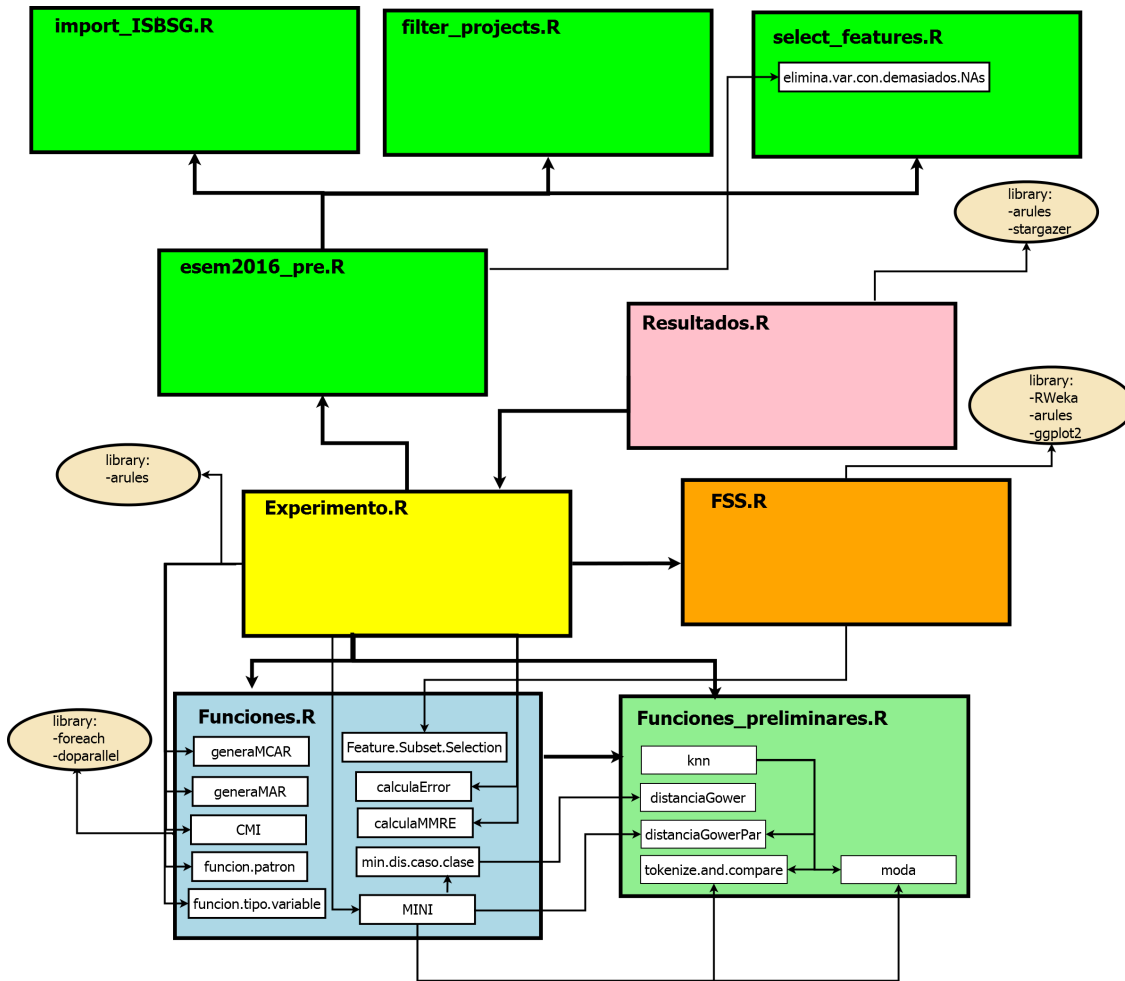 import_ISBSG.R
filter_projects.R
select_features.R
elimina.var.con.demasiados.NAs
library:
-arules
-stargazer
esem2016_pre.R
Resultados.R
library:
-RWeka
-arules
-ggplot2
library:
-arules
Experimento.R
FSS.R
library:
-foreach
-doparallel
Funciones.R
generaMCAR
generaMAR
CMI
funcion.patron
funcion.tipo.variable
Feature.Subset.Selection
calculaError
calculaMMRE
min.dis.caso.clase
MINI
Funciones_preliminares.R
knn
distanciaGower
distanciaGowerPar
tokenize.and.compare
moda